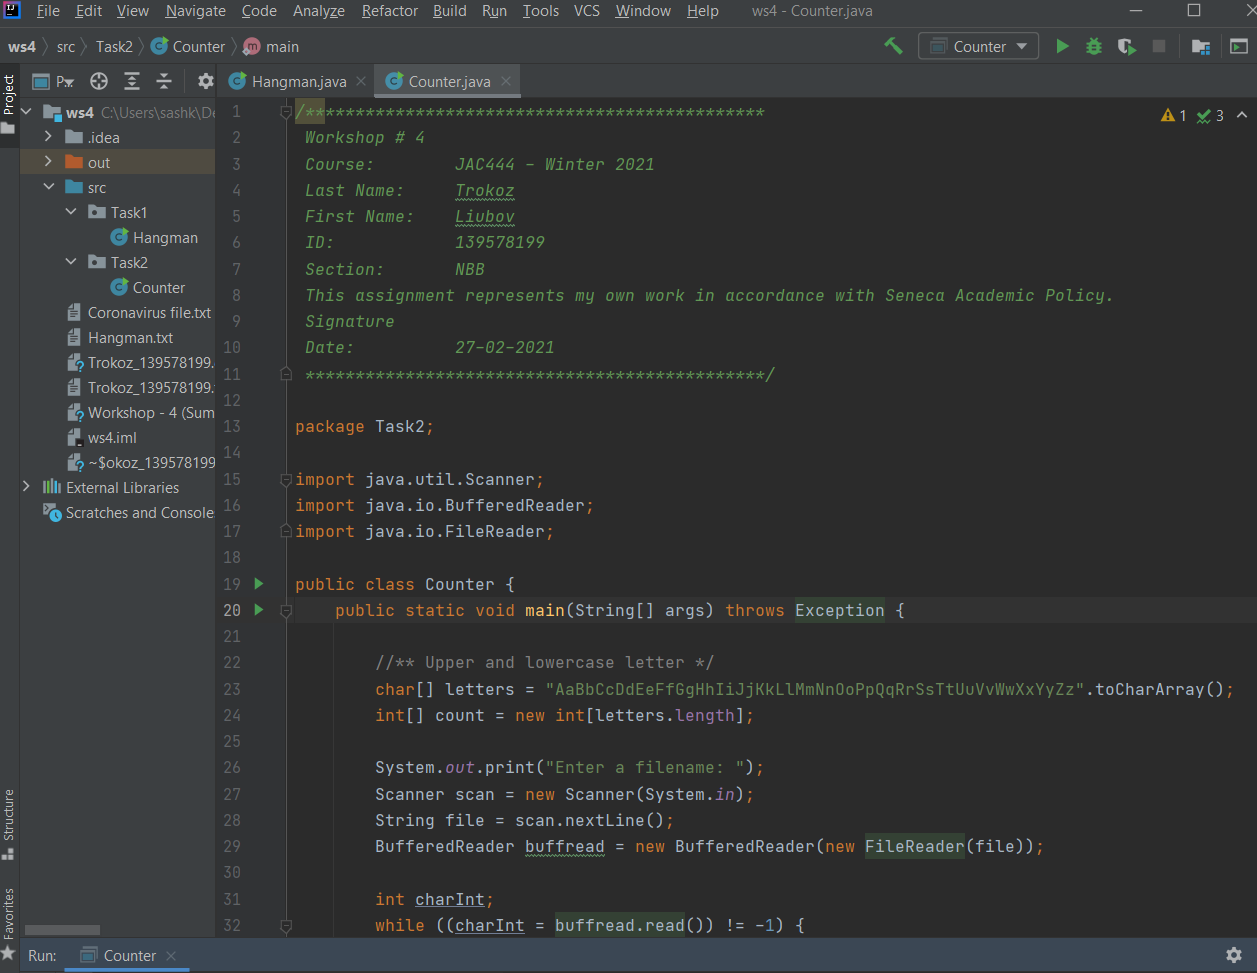 File Edit View Navigate Code Analyze Refactor Build Run Tools VCS Window Help ws4 - Counter.java
ws4 src Task2 Counter main Counter
Project
P
Hangman.java Counter.java
ws4 C:\Users\sashk\De
.idea
out
src
Task1
Hangman
Task2
Counter
Coronavirus file.txt
Hangman.txt
Trokoz_139578199.
Trokoz_139578199.
Workshop - 4 (Sum
ws4.iml
~$okoz_139578199
External Libraries
Scratches and Console
Structure
Favorites
1 /**********************************************
2 Workshop # 4
3 Course: JAC444 - Winter 2021
4 Last Name: Trokoz
5 First Name: Liubov
6 ID: 139578199
7 Section: NBB
8 This assignment represents my own work in accordance with Seneca Academic Policy.
9 Signature
10 Date: 27-02-2021
11 **********************************************/
12
13 package Task2;
14
15 import java.util.Scanner;
16 import java.io.BufferedReader;
17 import java.io.FileReader;
18
19 public class Counter {
20 public static void main(String[] args) throws Exception {
21
22 //** Upper and lowercase letter */
23 char[] letters = "AaBbCcDdEeFfGgHhIiJjKkLlMmNnOoPpQqRrSsTtUuVvWwXxYyZz".toCharArray();
24 int[] count = new int[letters.length];
25
26 System.out.print("Enter a filename: ");
27 Scanner scan = new Scanner(System.in);
28 String file = scan.nextLine();
29 BufferedReader buffread = new BufferedReader(new FileReader(file));
30
31 int charInt;
32 while ((charInt = buffread.read()) != -1) {
1 3
Run: Counter